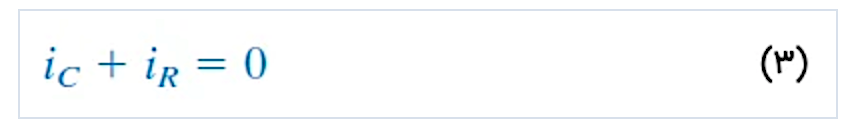 i_C + i_R = 0 (۳)